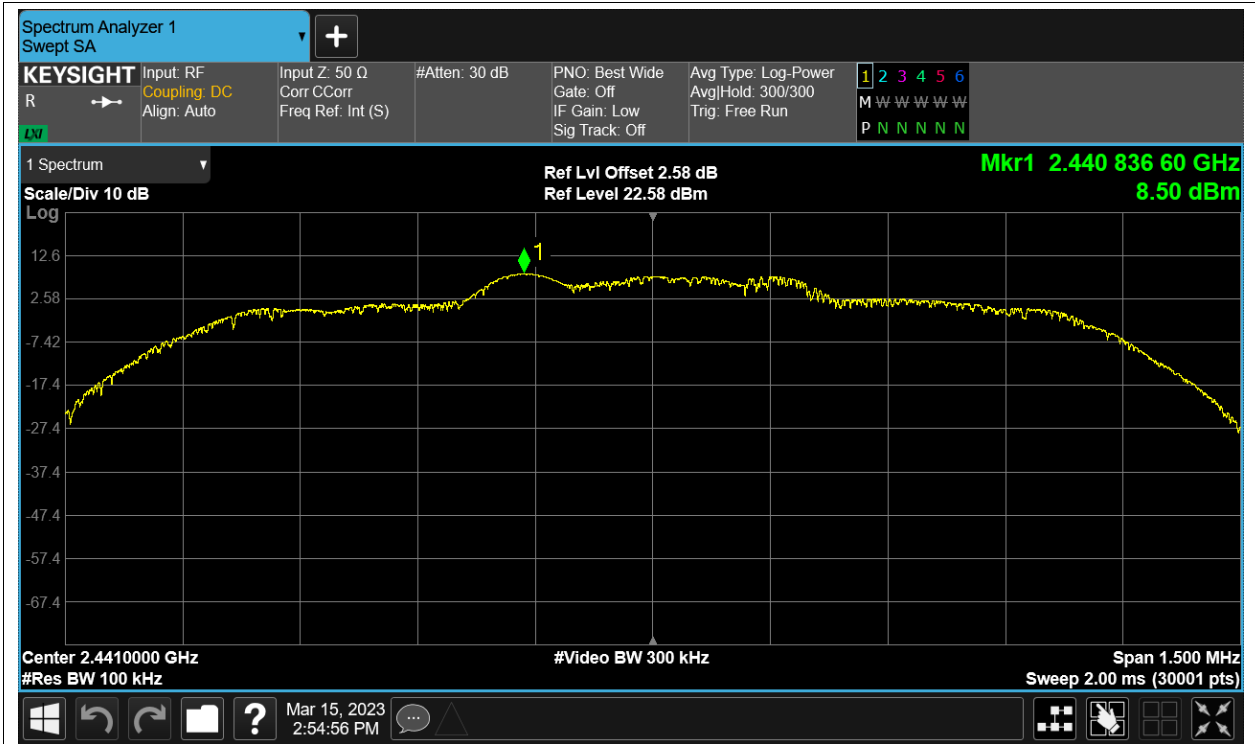 Spectrum Analyzer 1
Swept SA
+
KEYSIGHT
R
LXI
Input: RF
Coupling: DC
Align: Auto
Input Z: 50 Ω
Corr CCorr
Freq Ref: Int (S)
#Atten: 30 dB
PNO: Best Wide
Gate: Off
IF Gain: Low
Sig Track: Off
Avg Type: Log-Power
Avg|Hold: 300/300
Trig: Free Run
1 2 3 4 5 6
M W W W W W
P N N N N N
1 Spectrum
Scale/Div 10 dB
Ref Lvl Offset 2.58 dB
Ref Level 22.58 dBm
Mkr1 2.440 836 60 GHz
8.50 dBm
Log
1
12.6
2.58
-7.42
-17.4
-27.4
-37.4
-47.4
-57.4
-67.4
Center 2.4410000 GHz
#Video BW 300 kHz
Span 1.500 MHz
#Res BW 100 kHz
Sweep 2.00 ms (30001 pts)
?
Mar 15, 2023
2:54:56 PM